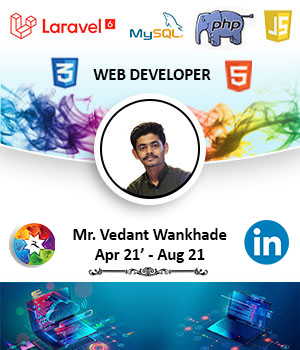 Laravel 6
MySQL
php
JS
3
WEB DEVELOPER
5
Mr. Vedant Wankhade
Apr 21’ - Aug 21
in